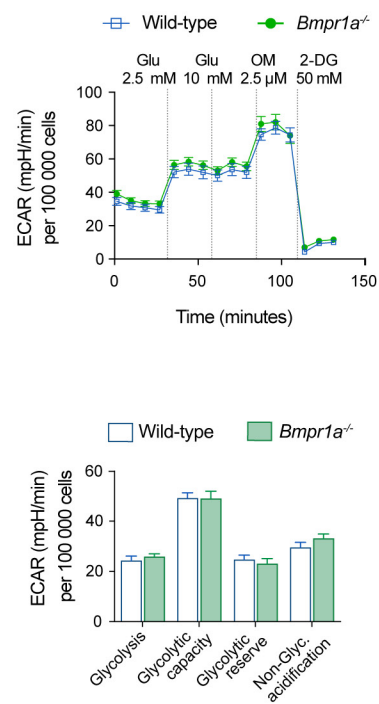 Wild-type Bmpr1a-/-
Glu Glu OM 2-DG
2.5 mM 10 mM 2.5 µM 50 mM
ECAR (mpH/min)
per 100 000 cells
100
80
60
40
20
0
0 50 100 150
Time (minutes)
Wild-type Bmpr1a-/-
ECAR (mpH/min)
per 100 000 cells
60
40
20
0
Glycolysis
Glycolytic
capacity
Glycolytic
reserve
Non-Glyc.
acidification